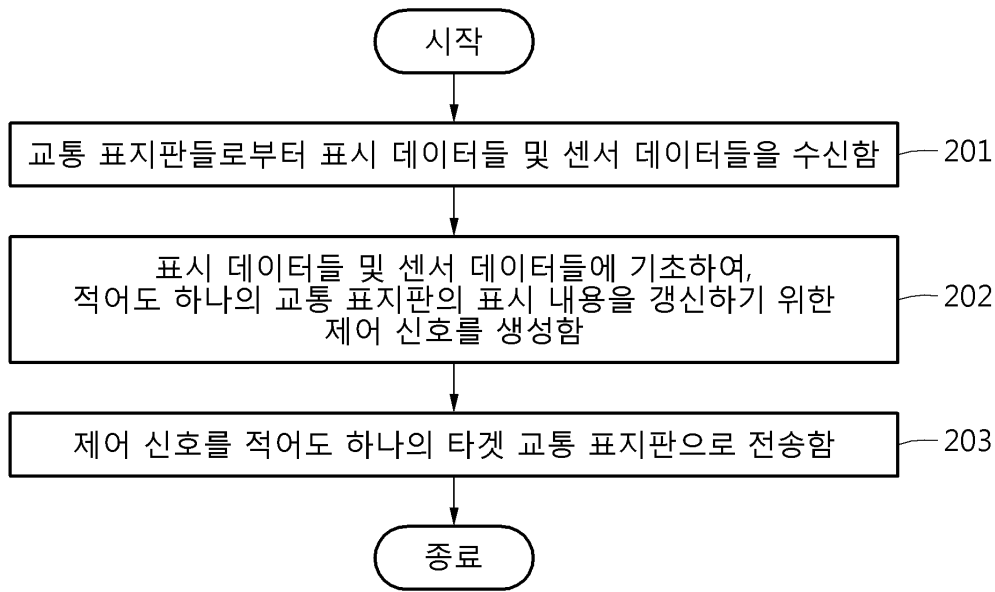 시작
교통 표지판들로부터 표시 데이터들 및 센서 데이터들을 수신함
201
표시 데이터들 및 센서 데이터들에 기초하여,
적어도 하나의 교통 표지판의 표시 내용을 갱신하기 위한
제어 신호를 생성함
202
제어 신호를 적어도 하나의 타겟 교통 표지판으로 전송함
203
종료